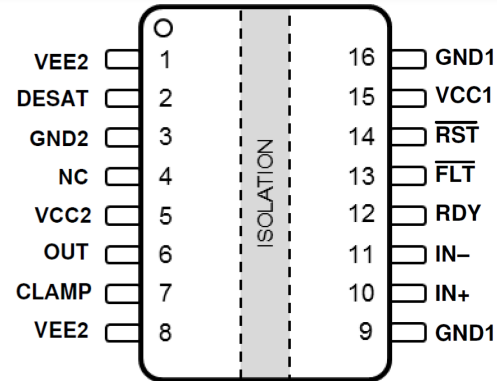 VEE2 1 16 GND1
DESAT 2 15 VCC1
GND2 3 14 RST
NC 4 13 FLT
VCC2 5 12 RDY
OUT 6 11 IN–
CLAMP 7 10 IN+
VEE2 8 9 GND1
ISOLATION